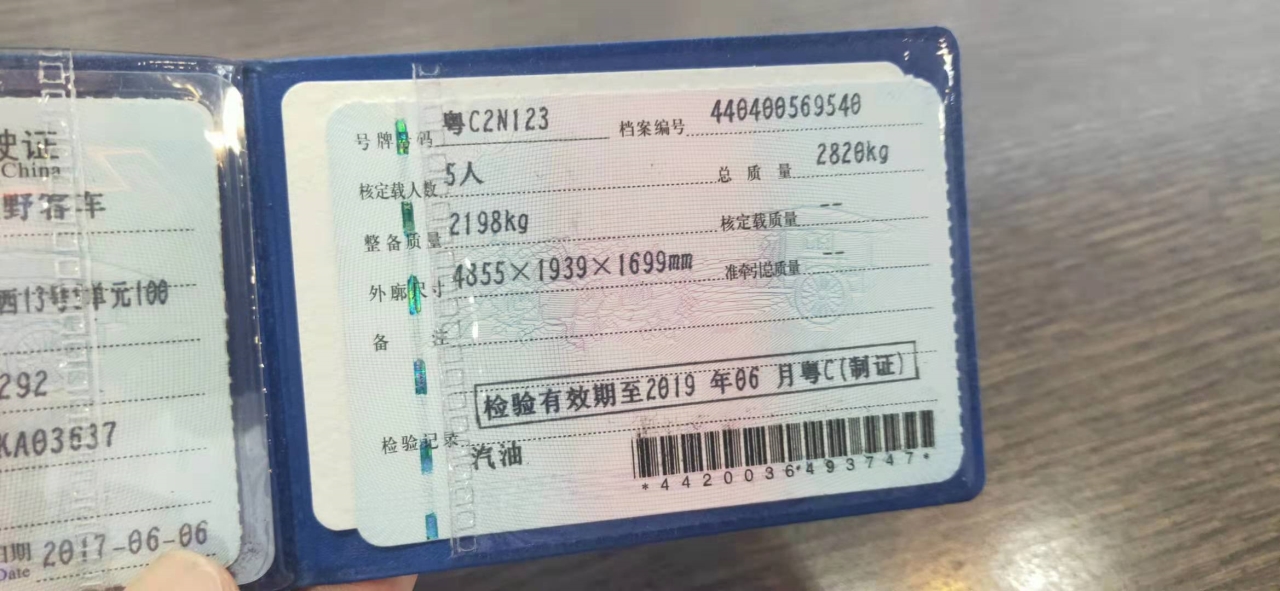 驶证
China
野客车
西13号 单元100
292
KA03637
日期 2017-06-06
Date
号牌号码 粤C2N123 档案编号 440400569540
核定载人数 5人 总质量 2820kg
整备质量 2198kg 核定载质量 --
外廓尺寸 4855×1939×1699mm 准牵引总质量 --
备注
检验有效期至2019 年06 月粤C(制证)
检验记录
汽油
*4420036493747*